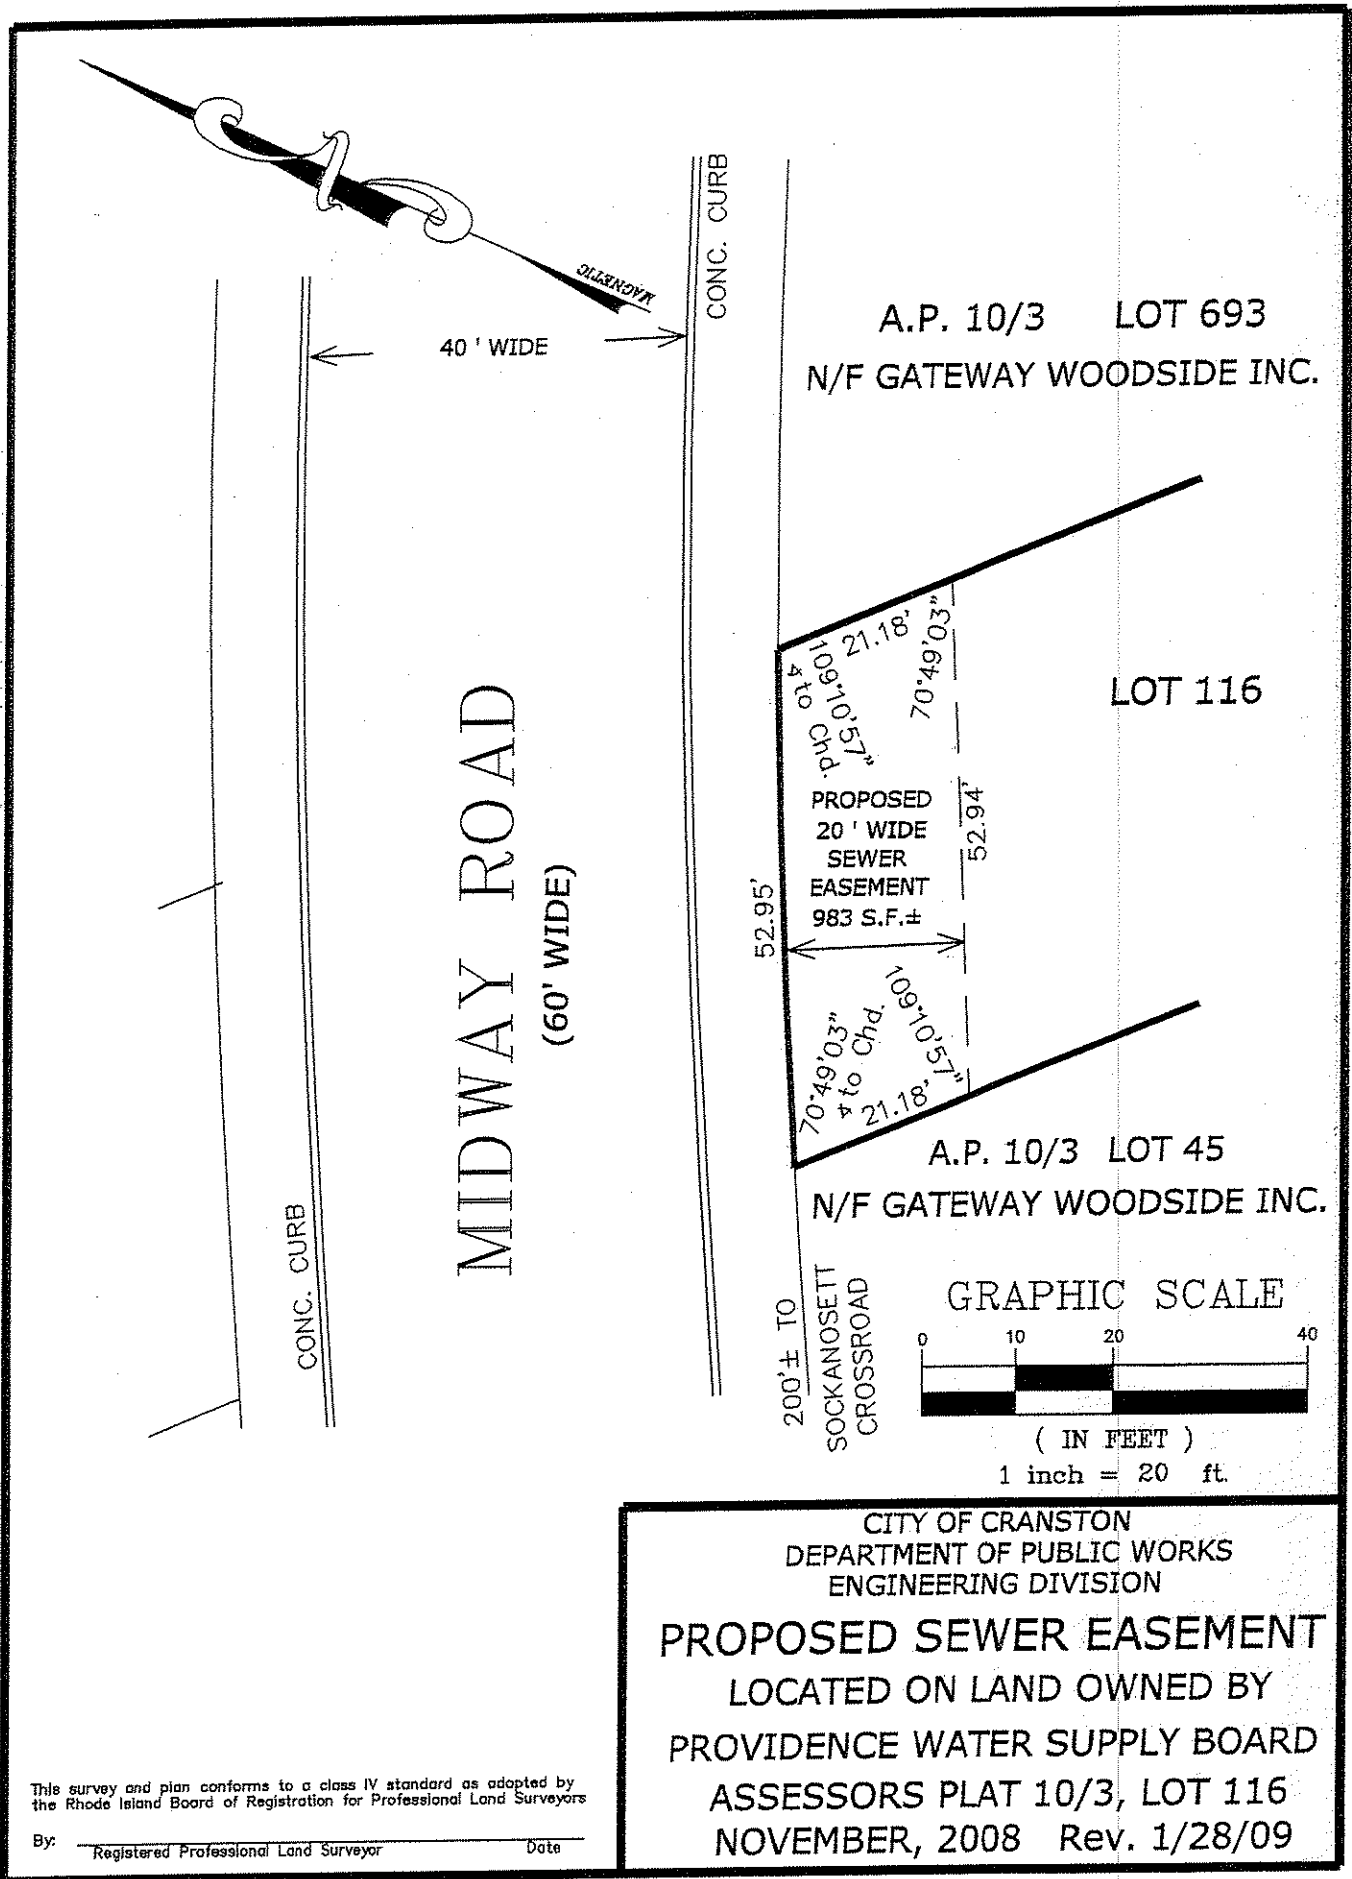 MAGNETIC
40 ' WIDE
CONC. CURB
A.P. 10/3 LOT 693
N/F GATEWAY WOODSIDE INC.
21.18'
70°49'03"
109°10'57"
∡ to Chd.
LOT 116
PROPOSED
20 ' WIDE
SEWER
EASEMENT
983 S.F.±
52.94'
52.95'
MIDWAY ROAD
(60' WIDE)
109°10'57"
70°49'03"
∡ to Chd.
21.18'
A.P. 10/3 LOT 45
N/F GATEWAY WOODSIDE INC.
CONC. CURB
200'± TO
SOCKANOSETT
CROSSROAD
GRAPHIC SCALE
0 10 20 40
( IN FEET )
1 inch = 20 ft.
CITY OF CRANSTON
DEPARTMENT OF PUBLIC WORKS
ENGINEERING DIVISION
PROPOSED SEWER EASEMENT
LOCATED ON LAND OWNED BY
PROVIDENCE WATER SUPPLY BOARD
ASSESSORS PLAT 10/3, LOT 116
NOVEMBER, 2008 Rev. 1/28/09
This survey and plan conforms to a class IV standard as adopted by
the Rhode Island Board of Registration for Professional Land Surveyors
By:
Registered Professional Land Surveyor Date